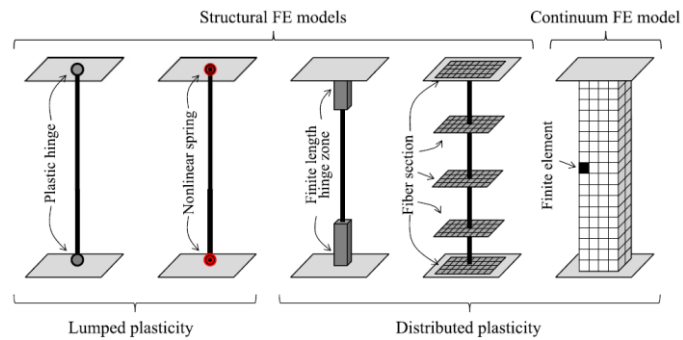 Structural FE models
Continuum FE model
Plastic hinge
Nonlinear spring
Finite length
hinge zone
Fiber section
Finite element
Lumped plasticity
Distributed plasticity